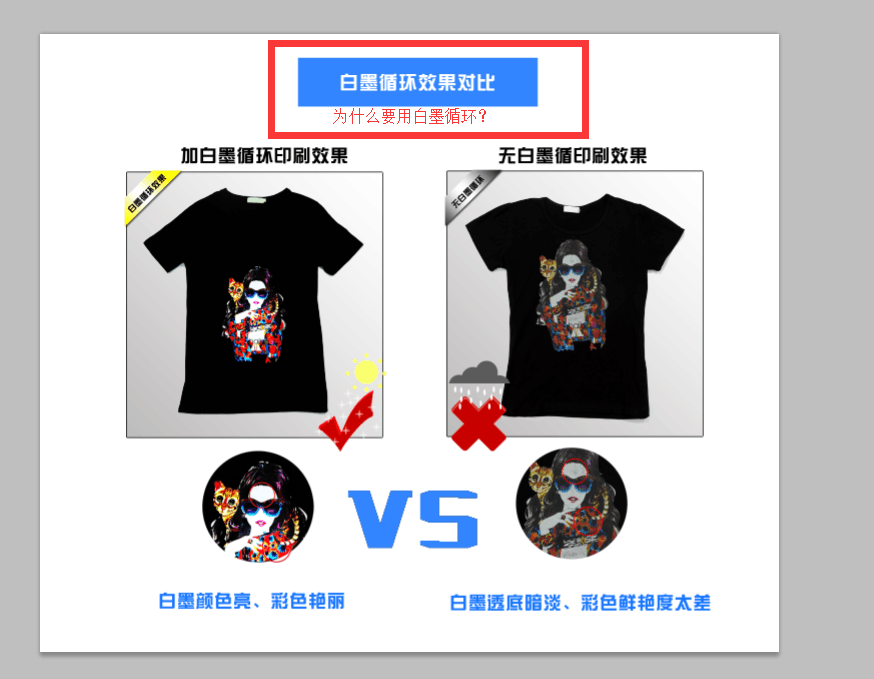 白墨循环效果对比
为什么要用白墨循环?
加白墨循环印刷效果
无白墨循印刷效果
白墨循环效果
无白墨循环
VS
白墨颜色亮、彩色艳丽
白墨透底暗淡、彩色鲜艳度太差